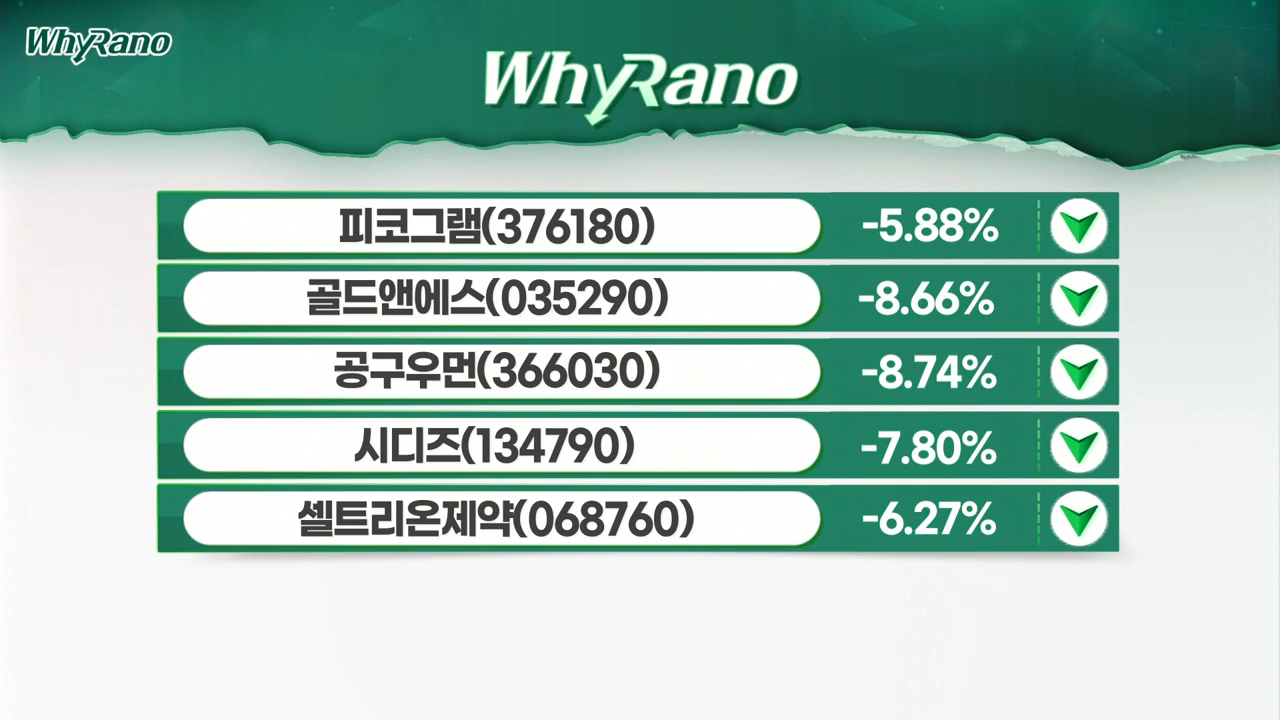 WhyRano
WhyRano
피코그램(376180) -5.88%
골드앤에스(035290) -8.66%
공구우먼(366030) -8.74%
시디즈(134790) -7.80%
셀트리온제약(068760) -6.27%